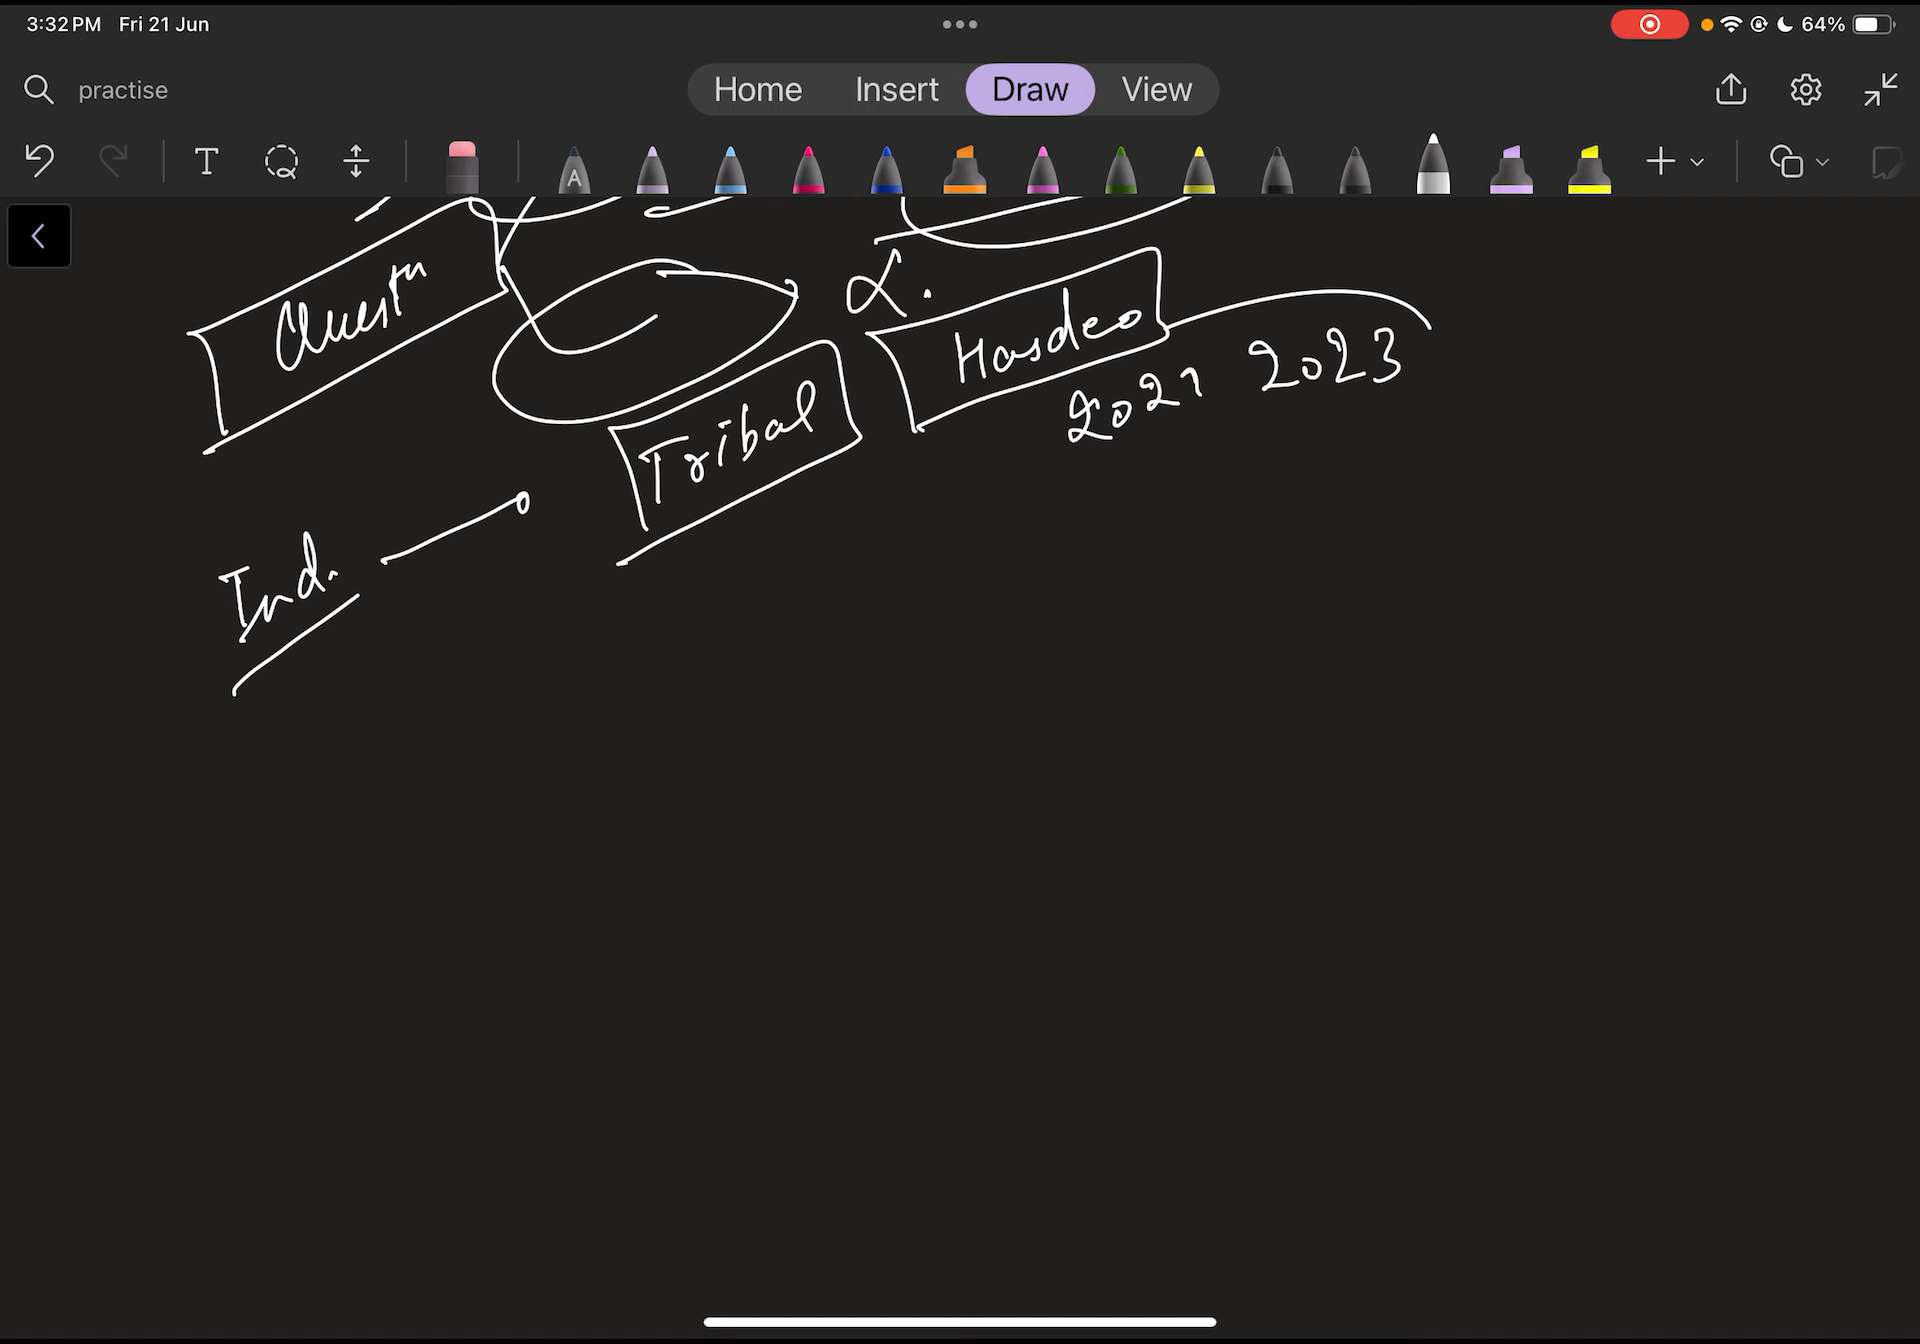 3:32 PM Fri 21 Jun
64%
practise
Home Insert Draw View
T
A
Questn
α.
Hasdeo
2021 2023
Tribal
Ind.